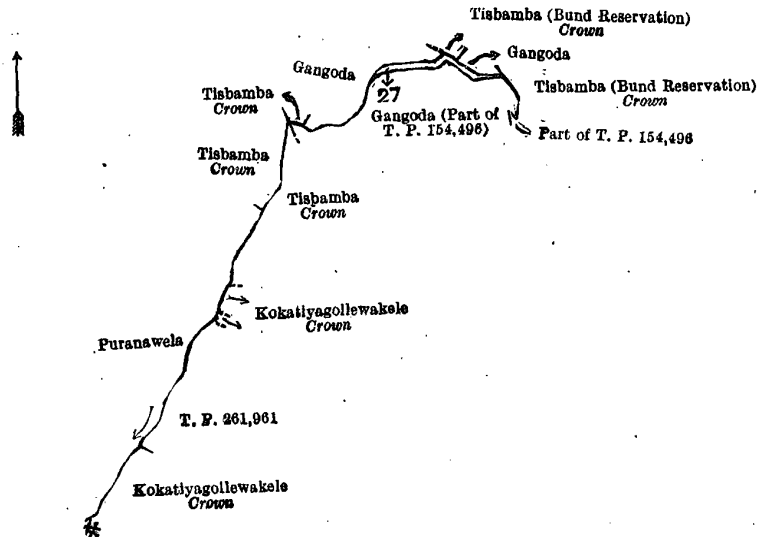 Tisbamba (Bund Reservation)
Crown
Gangoda
Gangoda
Tisbamba (Bund Reservation)
Crown
27
Tisbamba
Crown
Gangoda (Part of
T. P. 154,496)
Part of T. P. 154,496
Tisbamba
Crown
Tisbamba
Crown
Kokatiyagollewakele
Crown
Puranawela
T. P. 261,961
Kokatiyagollewakele
Crown